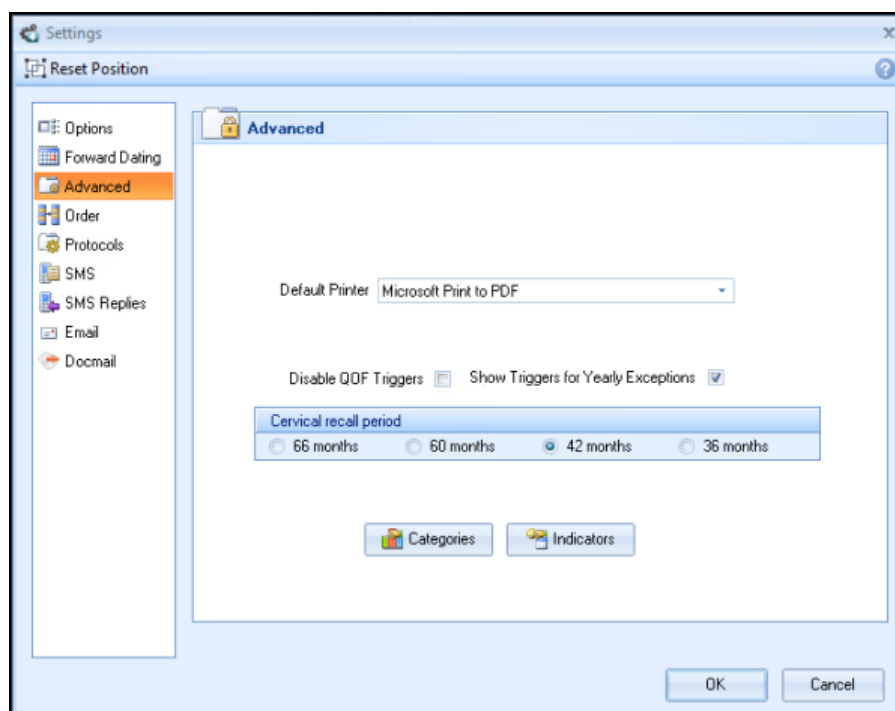 Settings
Reset Position
Options
Forward Dating
Advanced
Order
Protocols
SMS
SMS Replies
Email
Docmail
Advanced
Default Printer Microsoft Print to PDF
Disable QOF Triggers Show Triggers for Yearly Exceptions
Cervical recall period
66 months 60 months 42 months 36 months
Categories Indicators
OK Cancel